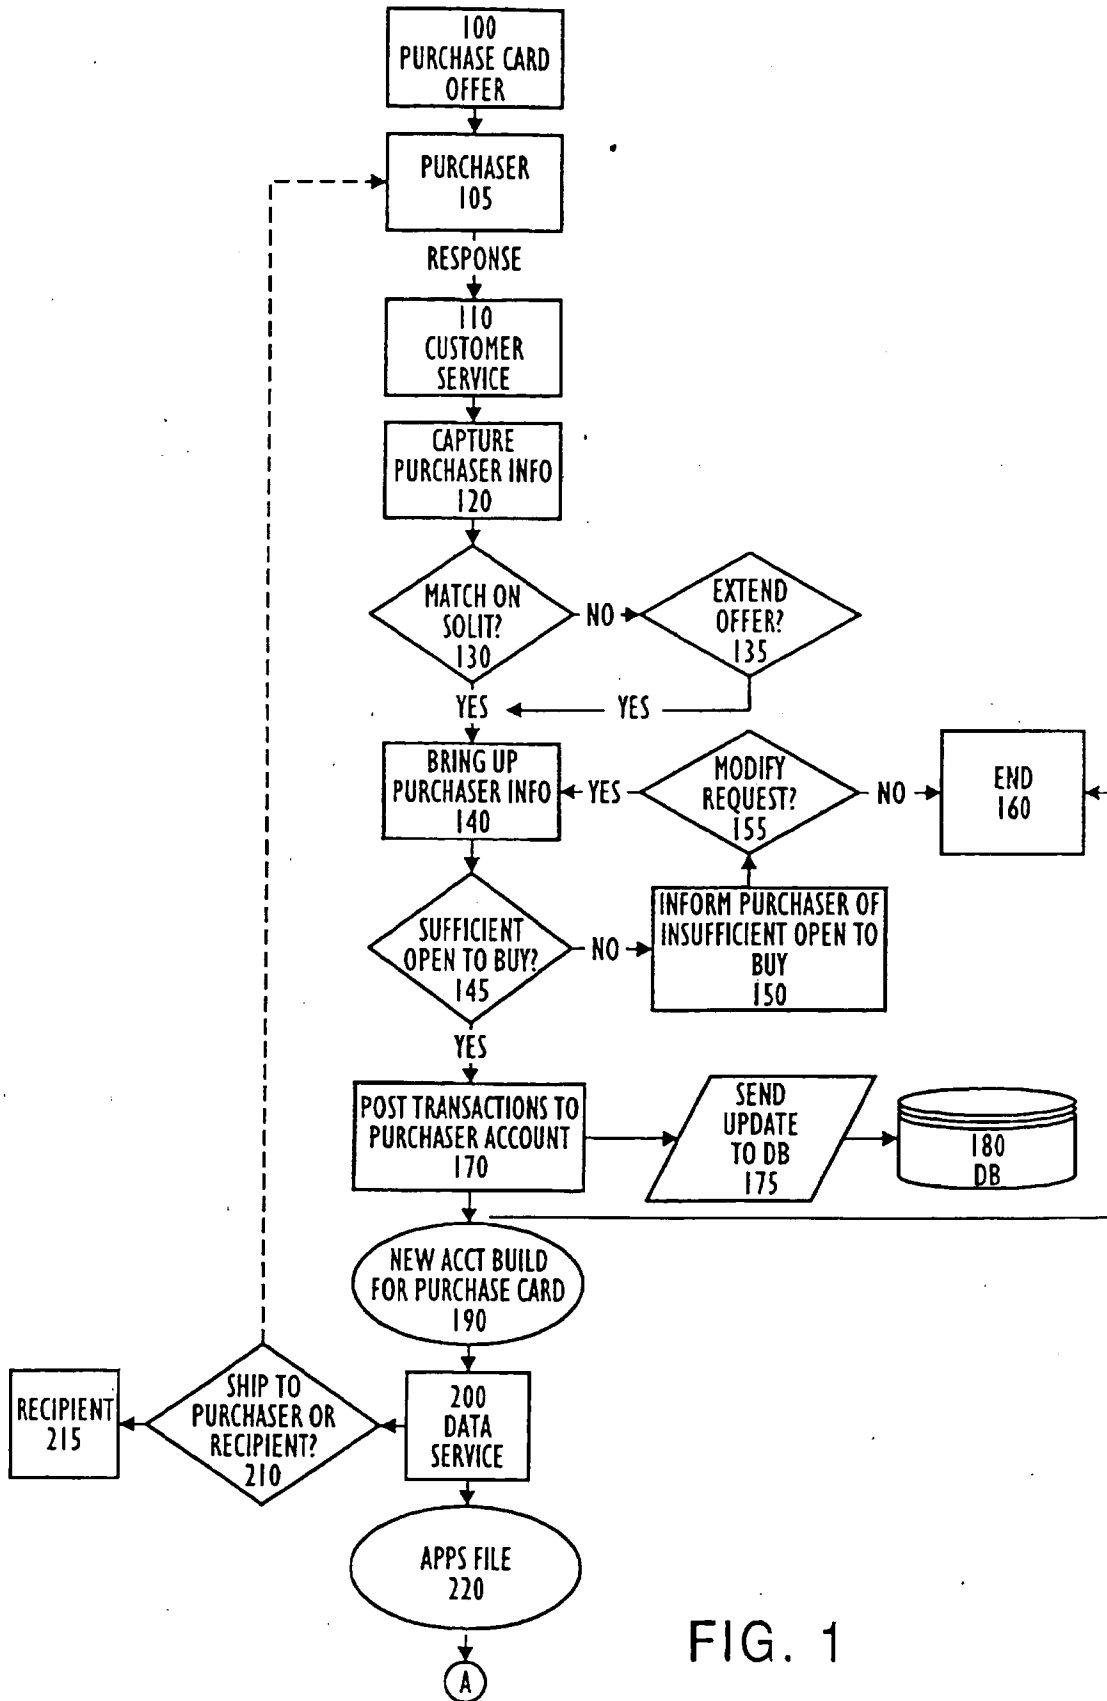 100
PURCHASE CARD
OFFER
PURCHASER
105
RESPONSE
110
CUSTOMER
SERVICE
CAPTURE
PURCHASER INFO
120
MATCH ON
SOLIT?
130
NO
EXTEND
OFFER?
135
YES
YES
BRING UP
PURCHASER INFO
140
YES
MODIFY
REQUEST?
155
NO
END
160
SUFFICIENT
OPEN TO BUY?
145
NO
INFORM PURCHASER OF
INSUFFICIENT OPEN TO
BUY
150
YES
POST TRANSACTIONS TO
PURCHASER ACCOUNT
170
SEND
UPDATE
TO DB
175
180
DB
NEW ACCT BUILD
FOR PURCHASE CARD
190
RECIPIENT
215
SHIP TO
PURCHASER OR
RECIPIENT?
210
200
DATA
SERVICE
APPS FILE
220
A
FIG. 1